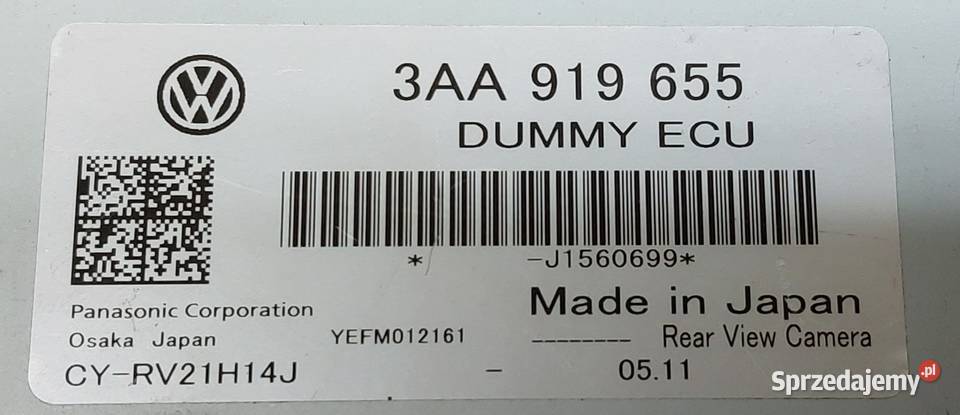 3AA 919 655
DUMMY ECU
*    -J1560699*
Panasonic Corporation
Made in Japan
Osaka Japan
YEFM012161
-------- Rear View Camera
CY-RV21H14J
- 05.11
Sprzedajemy.pl